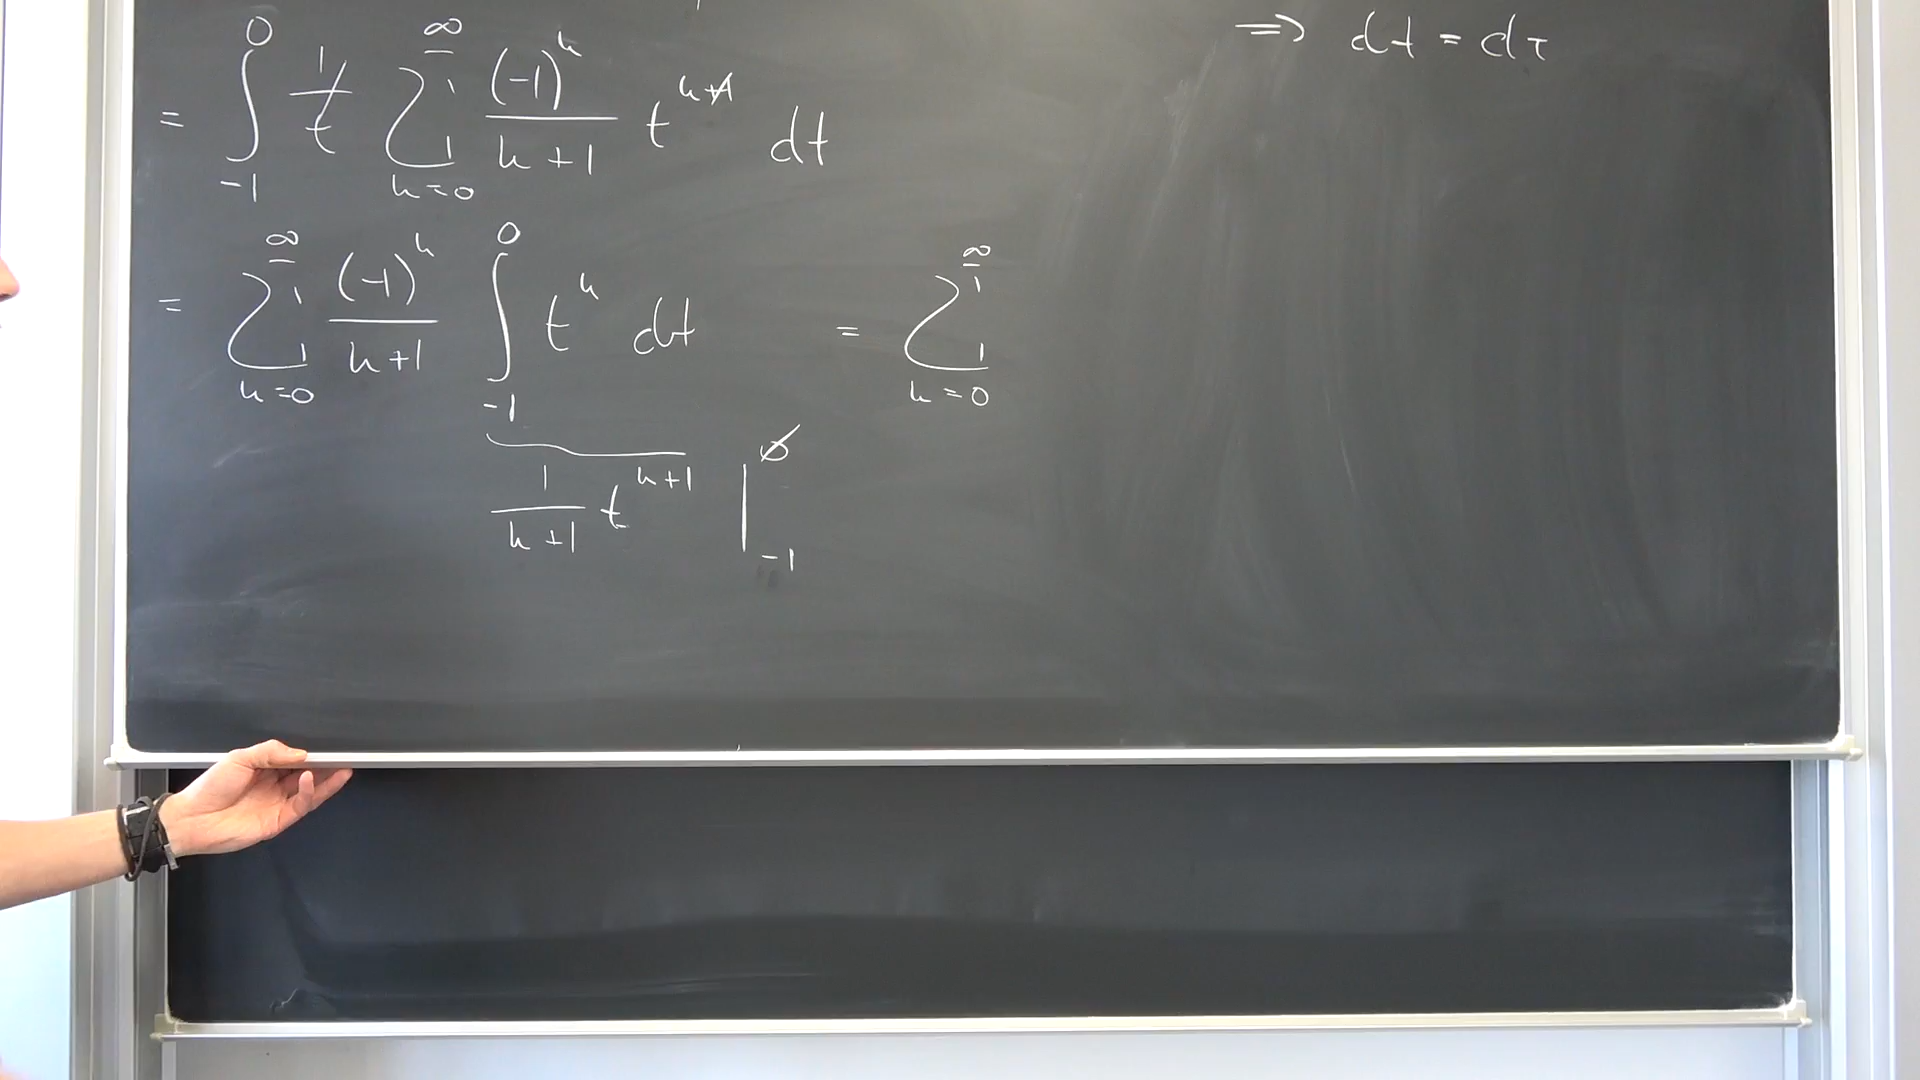 = ∫_{-1}^{0} 1/t ∑_{k=0}^{∞} (-1)^k/(k+1) t^{k+1} dt
⇒ dt = dτ
= ∑_{k=0}^{∞} (-1)^k/(k+1) ∫_{-1}^{0} t^k dt = ∑_{k=0}^{∞}
1/(k+1) t^{k+1} |_{-1}^{0}